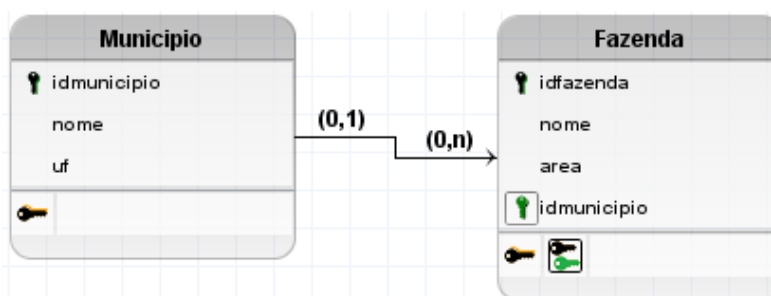 Municipio
idmunicipio
nome
uf
(0,1)
(0,n)
Fazenda
idfazenda
nome
area
idmunicipio